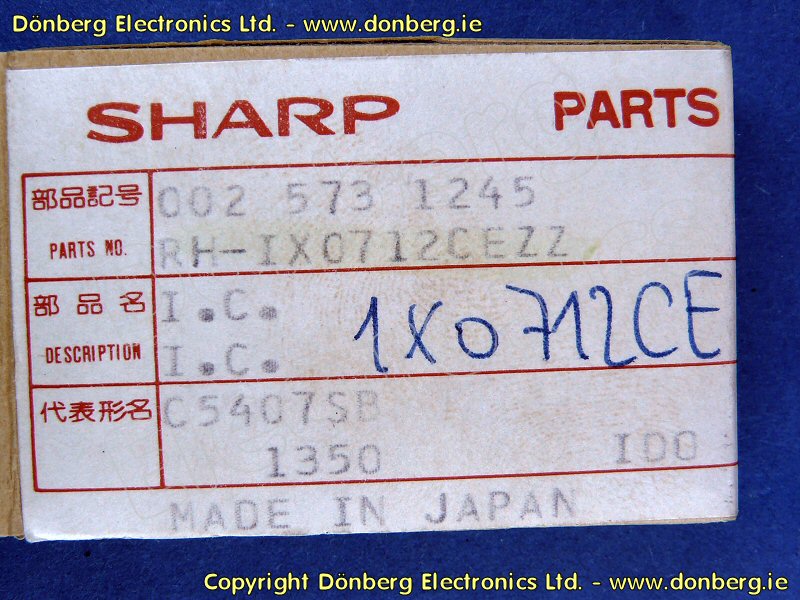 Dönberg Electronics Ltd. - www.donberg.ie
SHARP PARTS
部品記号 002 573 1245
PARTS NO. RH-IX0712CEZZ
部品名 I.C.
1X0712CE
DESCRIPTION I.C.
代表形名 C5407SB
1350 IDO
MADE IN JAPAN
Copyright Dönberg Electronics Ltd. - www.donberg.ie